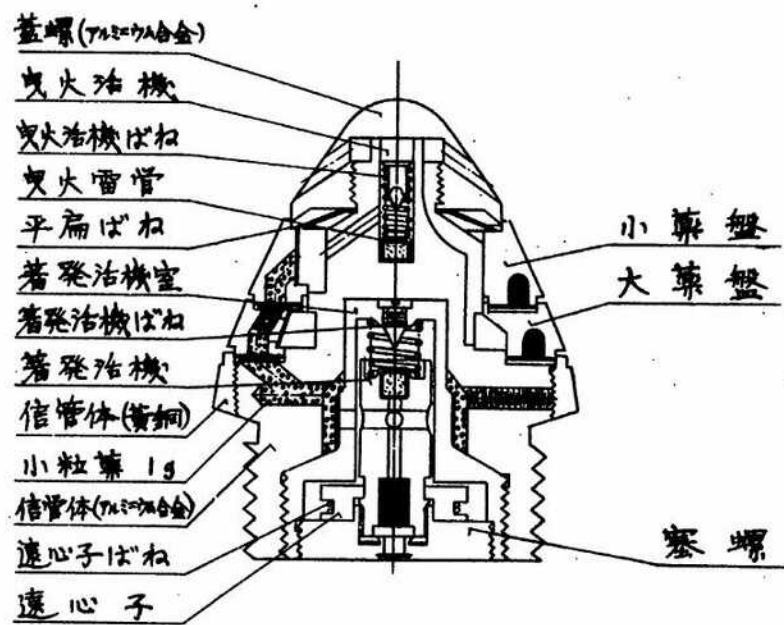 蓋螺(アルミニウム合金)
曳火活機
曳火活機ばね
曳火雷管
平扁ばね
着発活機室
着発活機ばね
着発活機
信管体(黄銅)
小粒薬 1g
信管体(アルミニウム合金)
遠心子ばね
遠心子
小薬盤
大薬盤
塞螺